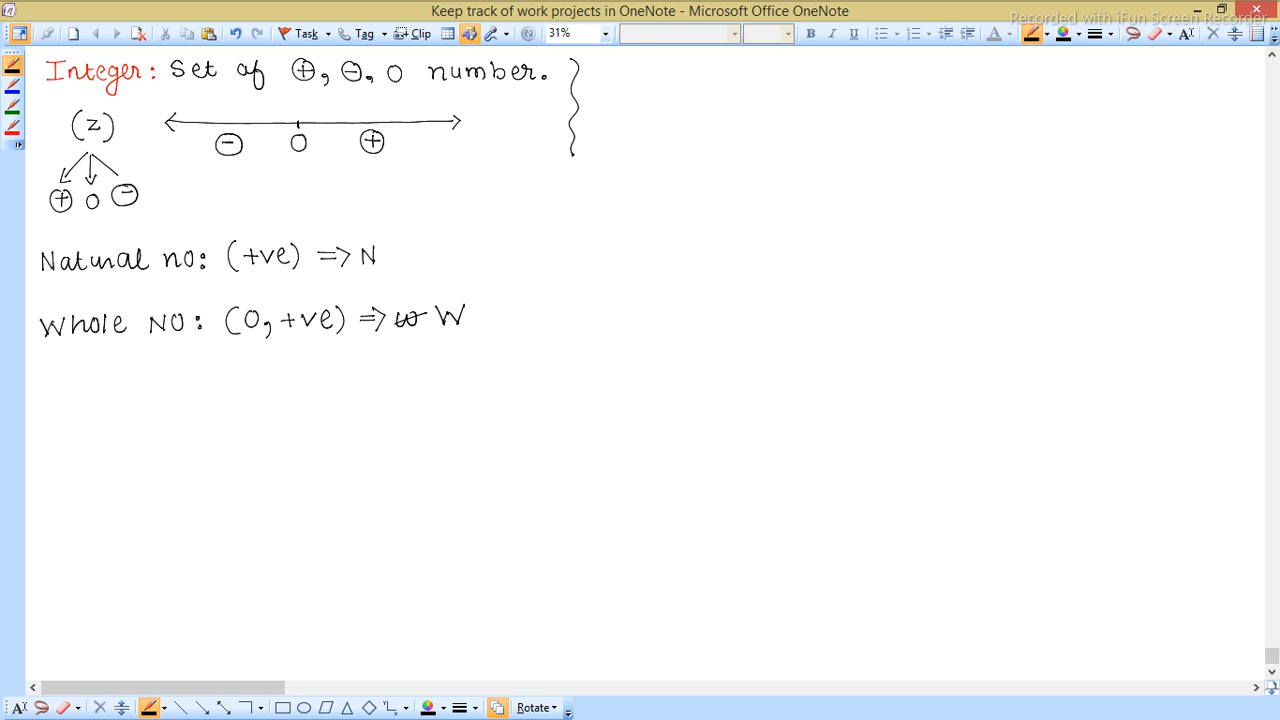 Keep track of work projects in OneNote - Microsoft Office OneNote
Recorded with iFun Screen Recorder
Task Tag Clip 31% B I U A
Integer: Set of ⊕, ⊖, 0 number.
(z)
⊖ 0 ⊕
⊕ 0 ⊖
Natural no: (+ve) => N
Whole NO: (0, +ve) => W
Rotate